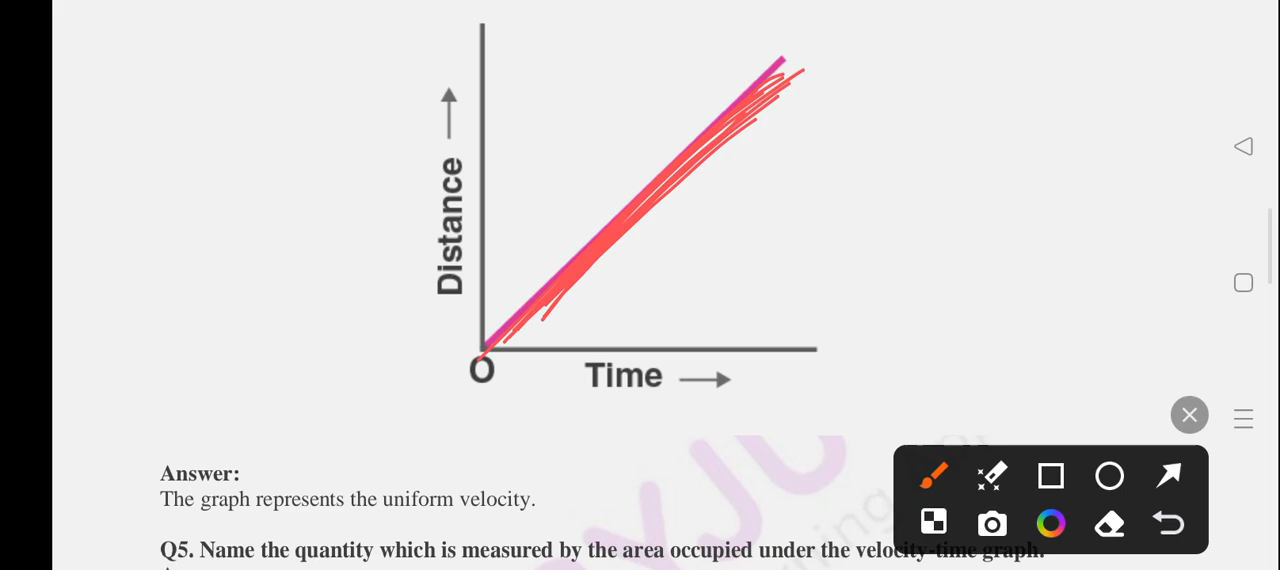 Distance
O
Time
Answer:
The graph represents the uniform velocity.
Q5. Name the quantity which is measured by the area occupied under the velocity-time graph.